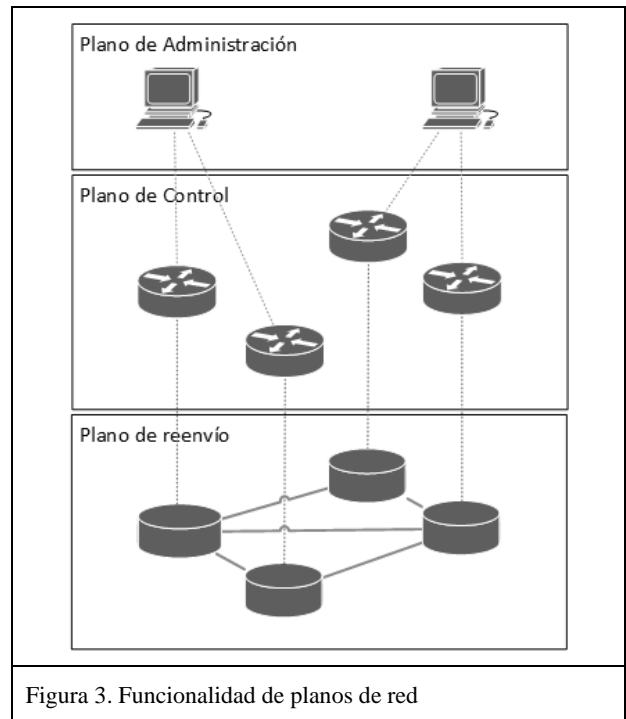 Plano de Administración
Plano de Control
Plano de reenvío
Figura 3. Funcionalidad de planos de red